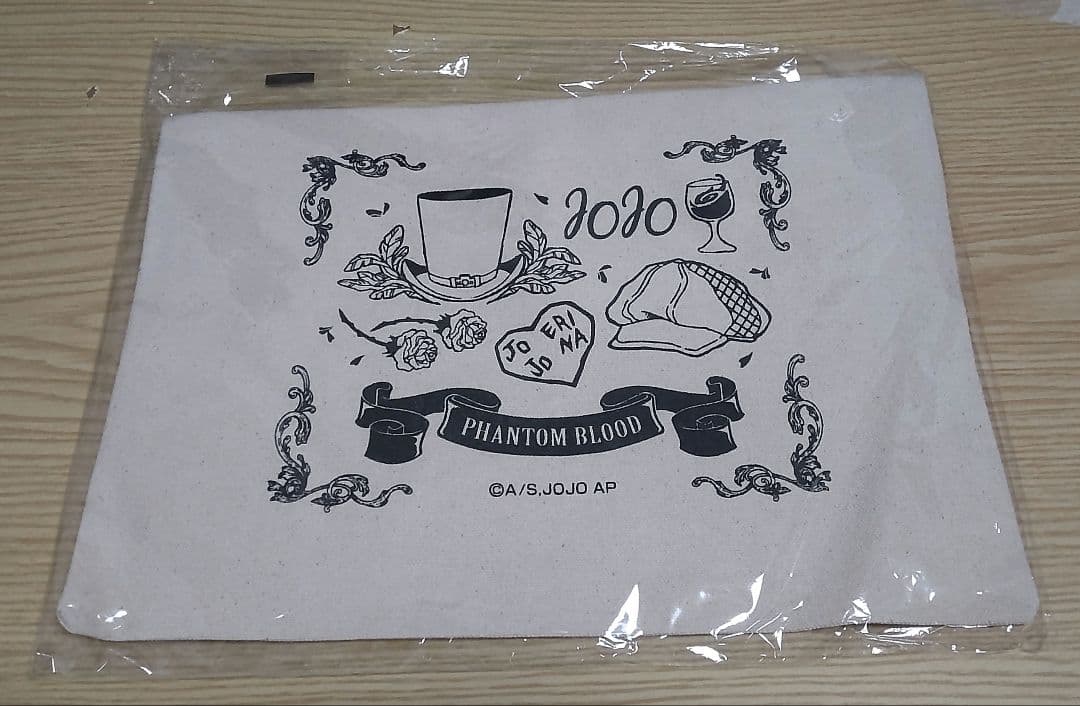 JOJO
JO ERI
JO NA
PHANTOM BLOOD
©A/S,JOJO AP